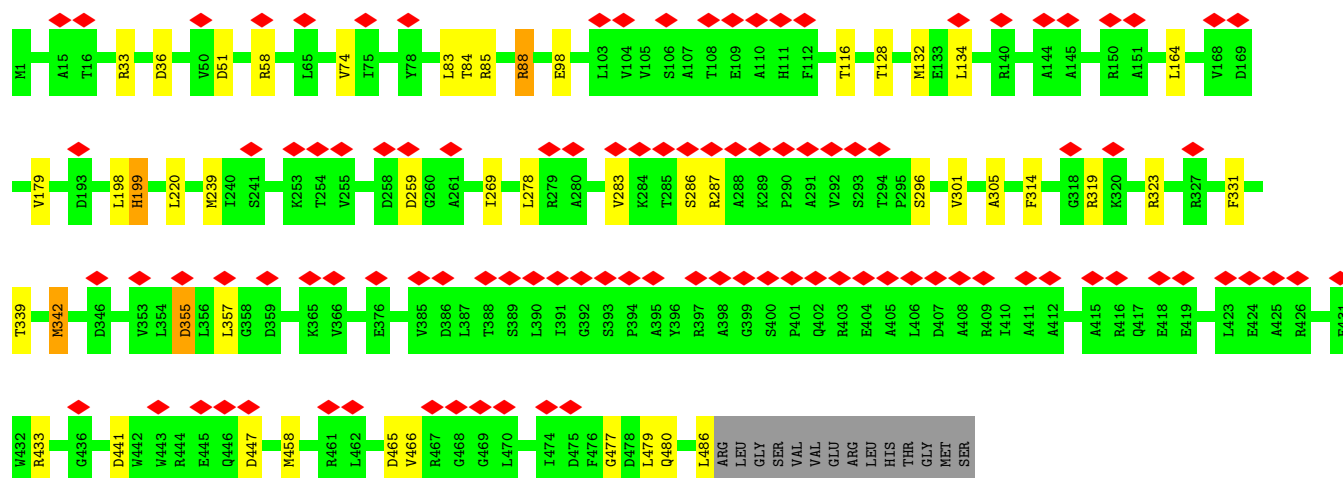 M1 A15 T16 R33 D36 V50 D51 R58 L65 V74 I75 Y78 L83 T84 R85 R88 E98 L103 V104 V105 S106 A107 T108 E109 A110 H111 F112 T116 T128 M132 E133 L134 R140 A144 A145 R150 A151 L164 V168 D169
V179 D193 L198 H199 L220 M239 I240 S241 K253 T254 V255 D258 D259 G260 A261 I269 L278 R279 A280 V283 K284 T285 S286 R287 A288 K289 P290 A291 V292 S293 T294 P295 S296 V301 A305 F314 G318 R319 K320 R323 R327 F331
T339 M342 D346 V353 L354 D355 L356 L357 G358 D359 K365 V366 E376 V385 D386 L387 T388 S389 L390 I391 G392 S393 P394 A395 Y396 R397 A398 G399 S400 P401 Q402 R403 E404 A405 L406 D407 A408 R409 I410 A411 A412 A415 R416 Q417 E418 E419 L423 E424 A425 R426
W432 R433 G436 D441 W442 W443 R444 E445 Q446 D447 M458 R461 L462 D465 V466 R467 G468 G469 L470 I474 D475 F476 G477 D478 L479 Q480 L486 ARG LEU GLY SER PRO VAL VAL GLU ARG LEU HIS THR GLY MET SER